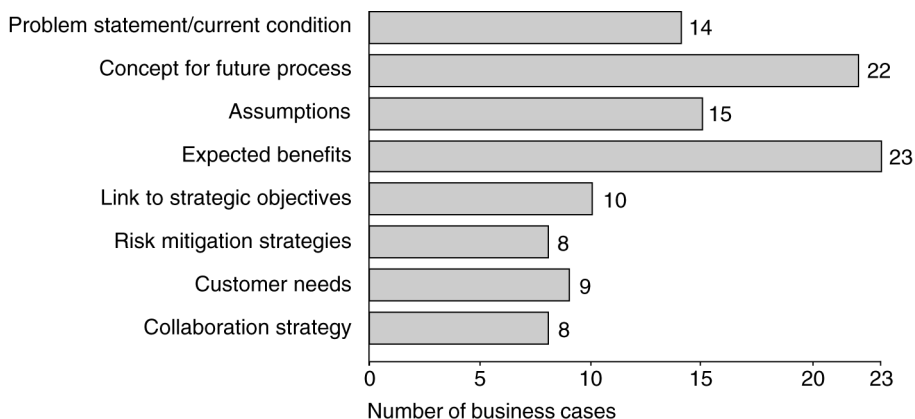 Problem statement/current condition 14
Concept for future process 22
Assumptions 15
Expected benefits 23
Link to strategic objectives 10
Risk mitigation strategies 8
Customer needs 9
Collaboration strategy 8
0 5 10 15 20 23
Number of business cases